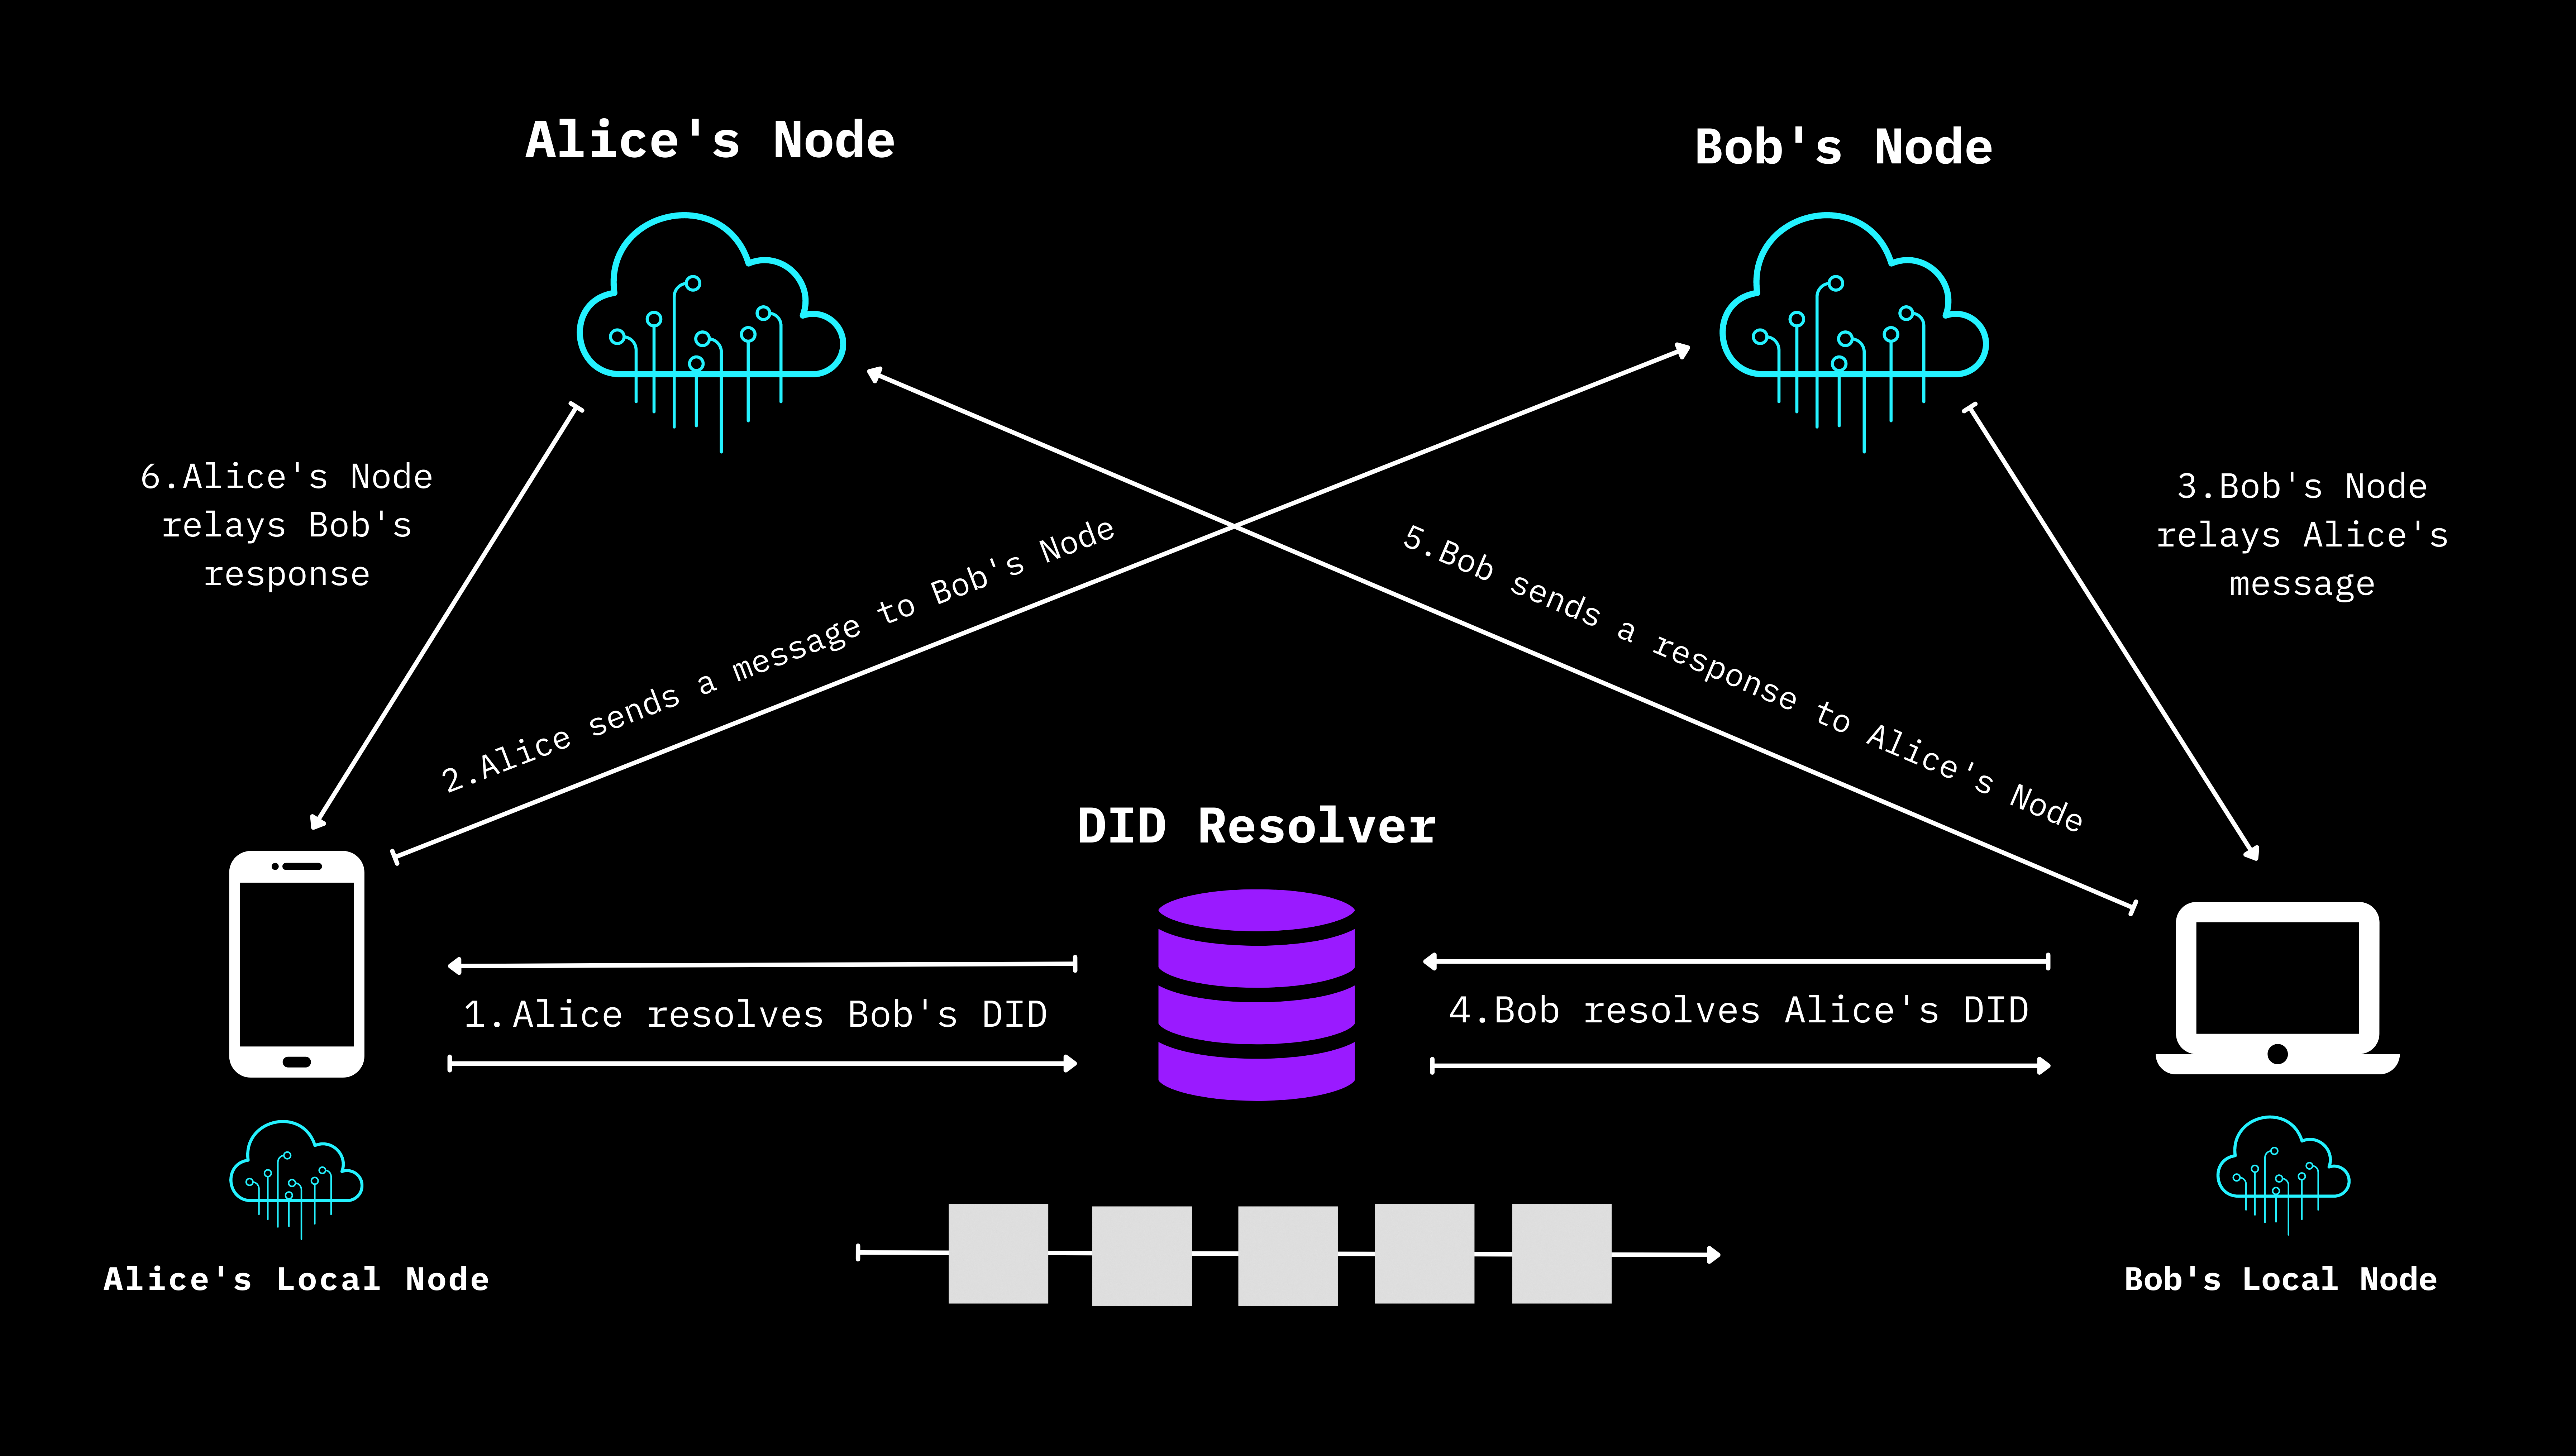 Alice's Node
Bob's Node
6.Alice's Node
relays Bob's
response
3.Bob's Node
relays Alice's
message
2.Alice sends a message to Bob's Node
5.Bob sends a response to Alice's Node
DID Resolver
1.Alice resolves Bob's DID
4.Bob resolves Alice's DID
Alice's Local Node
Bob's Local Node